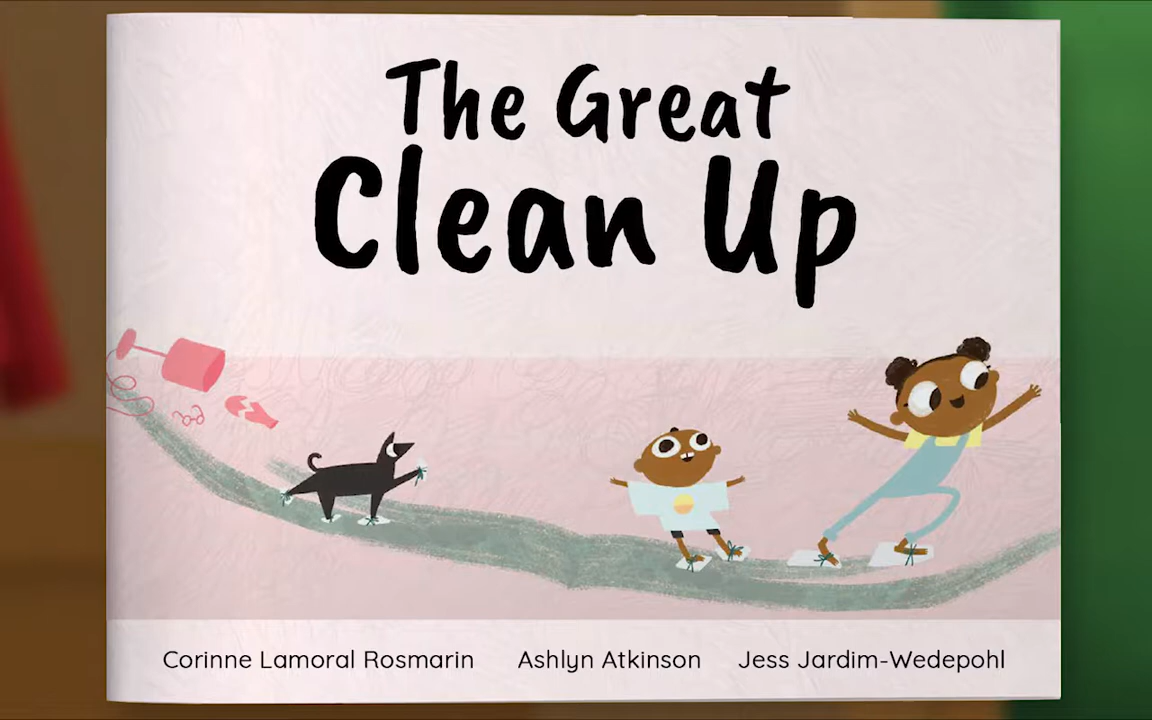 The Great
Clean Up
Corinne Lamoral Rosmarin Ashlyn Atkinson Jess Jardim-Wedepohl